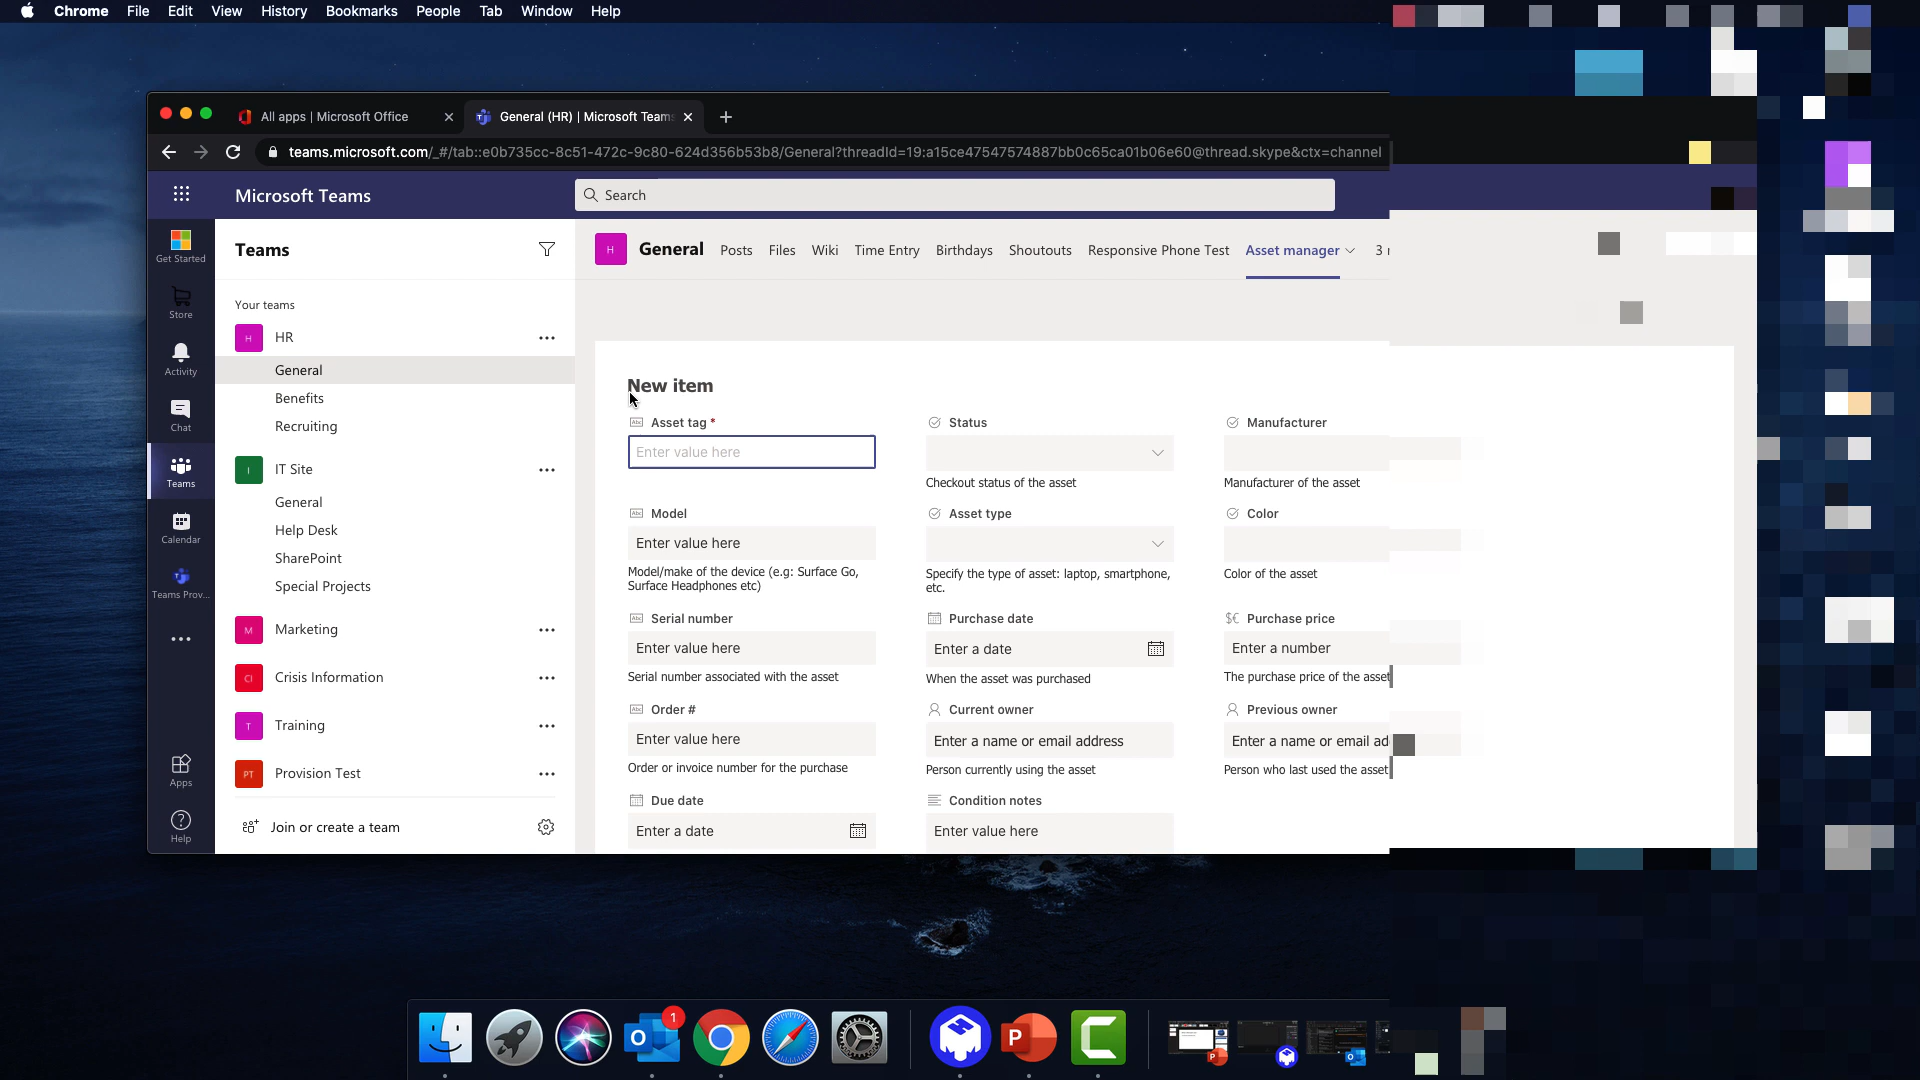 Chrome File Edit View History Bookmarks People Tab Window Help
All apps | Microsoft Office
General (HR) | Microsoft Teams
teams.microsoft.com/_#/tab::e0b735cc-8c51-472c-9c80-624d356b53b8/General?threadId=19:a15ce47547574887bb0c65ca01b06e60@thread.skype&ctx=channel
Microsoft Teams
Search
Get Started
Store
Activity
Chat
Teams
Calendar
Teams Prov...
Apps
Help
Teams
Your teams
H HR
General
Benefits
Recruiting
I IT Site
General
Help Desk
SharePoint
Special Projects
M Marketing
CI Crisis Information
T Training
PT Provision Test
Join or create a team
H General Posts Files Wiki Time Entry Birthdays Shoutouts Responsive Phone Test Asset manager 3
New item
Abc Asset tag *
Enter value here
Status
Checkout status of the asset
Manufacturer
Manufacturer of the asset
Abc Model
Enter value here
Model/make of the device (e.g: Surface Go,
Surface Headphones etc)
Asset type
Specify the type of asset: laptop, smartphone,
etc.
Color
Color of the asset
Abc Serial number
Enter value here
Serial number associated with the asset
Purchase date
Enter a date
When the asset was purchased
$€ Purchase price
Enter a number
The purchase price of the asset
Abc Order #
Enter value here
Order or invoice number for the purchase
Current owner
Enter a name or email address
Person currently using the asset
Previous owner
Enter a name or email ad
Person who last used the asset
Due date
Enter a date
Condition notes
Enter value here
1